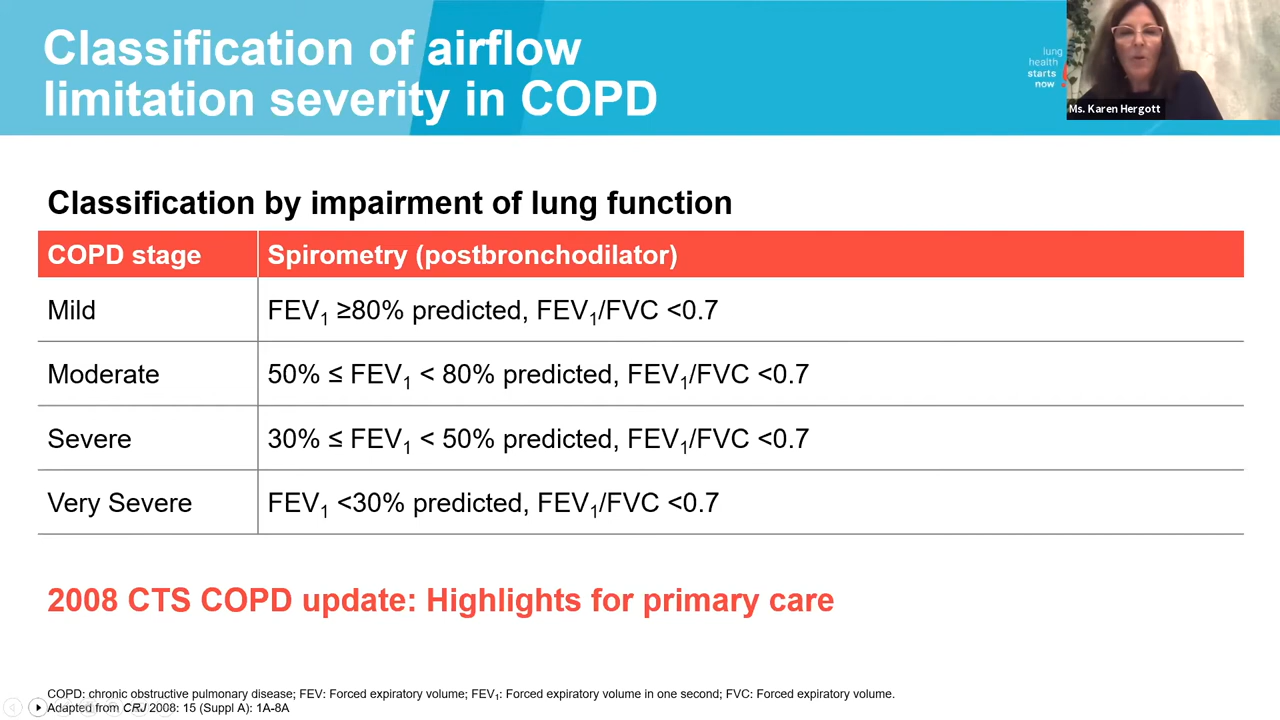 Classification of airflow
limitation severity in COPD
lung
health
starts
now
Ms. Karen Hergott
Classification by impairment of lung function
COPD stage Spirometry (postbronchodilator)
Mild FEV₁ ≥80% predicted, FEV₁/FVC <0.7
Moderate 50% ≤ FEV₁ < 80% predicted, FEV₁/FVC <0.7
Severe 30% ≤ FEV₁ < 50% predicted, FEV₁/FVC <0.7
Very Severe FEV₁ <30% predicted, FEV₁/FVC <0.7
2008 CTS COPD update: Highlights for primary care
COPD: chronic obstructive pulmonary disease; FEV: Forced expiratory volume; FEV₁: Forced expiratory volume in one second; FVC: Forced expiratory volume.
Adapted from CRJ 2008: 15 (Suppl A): 1A-8A